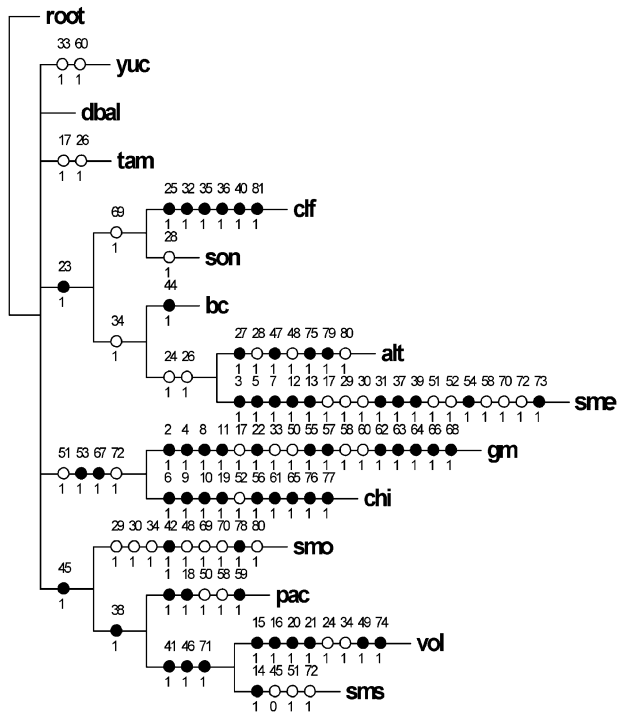 root
33 60
yuc
1 1
dbal
17 26
tam
1 1
25 32 35 36 40 81
69
clf
1 1 1 1 1 1
1
28
son
1
23
44
1
bc
1
34
27 28 47 48 75 79 80
1
24 26
alt
1 1 1 1 1 1 1
1 1
3 5 7 12 13 17 29 30 31 37 39 51 52 54 58 70 72 73
sme
1 1 1 1 1 1 1 1 1 1 1 1 1 1 1 1 1 1
2 4 8 11 17 22 33 50 55 57 58 60 62 63 64 66 68
51 53 67 72
gm
1 1 1 1 1 1 1 1 1 1 1 1 1 1 1 1 1
1 1 1 1
6 9 10 19 52 56 61 65 76 77
chi
1 1 1 1 1 1 1 1 1 1
29 30 34 42 48 69 70 78 80
smo
1 1 1 1 1 1 1 1 1
45
1 18 50 58 59
1
pac
38
1 1 1 1 1
1
15 16 20 21 24 34 49 74
41 46 71
vol
1 1 1 1 1 1 1 1
1 1 1
14 45 51 72
sms
1 0 1 1